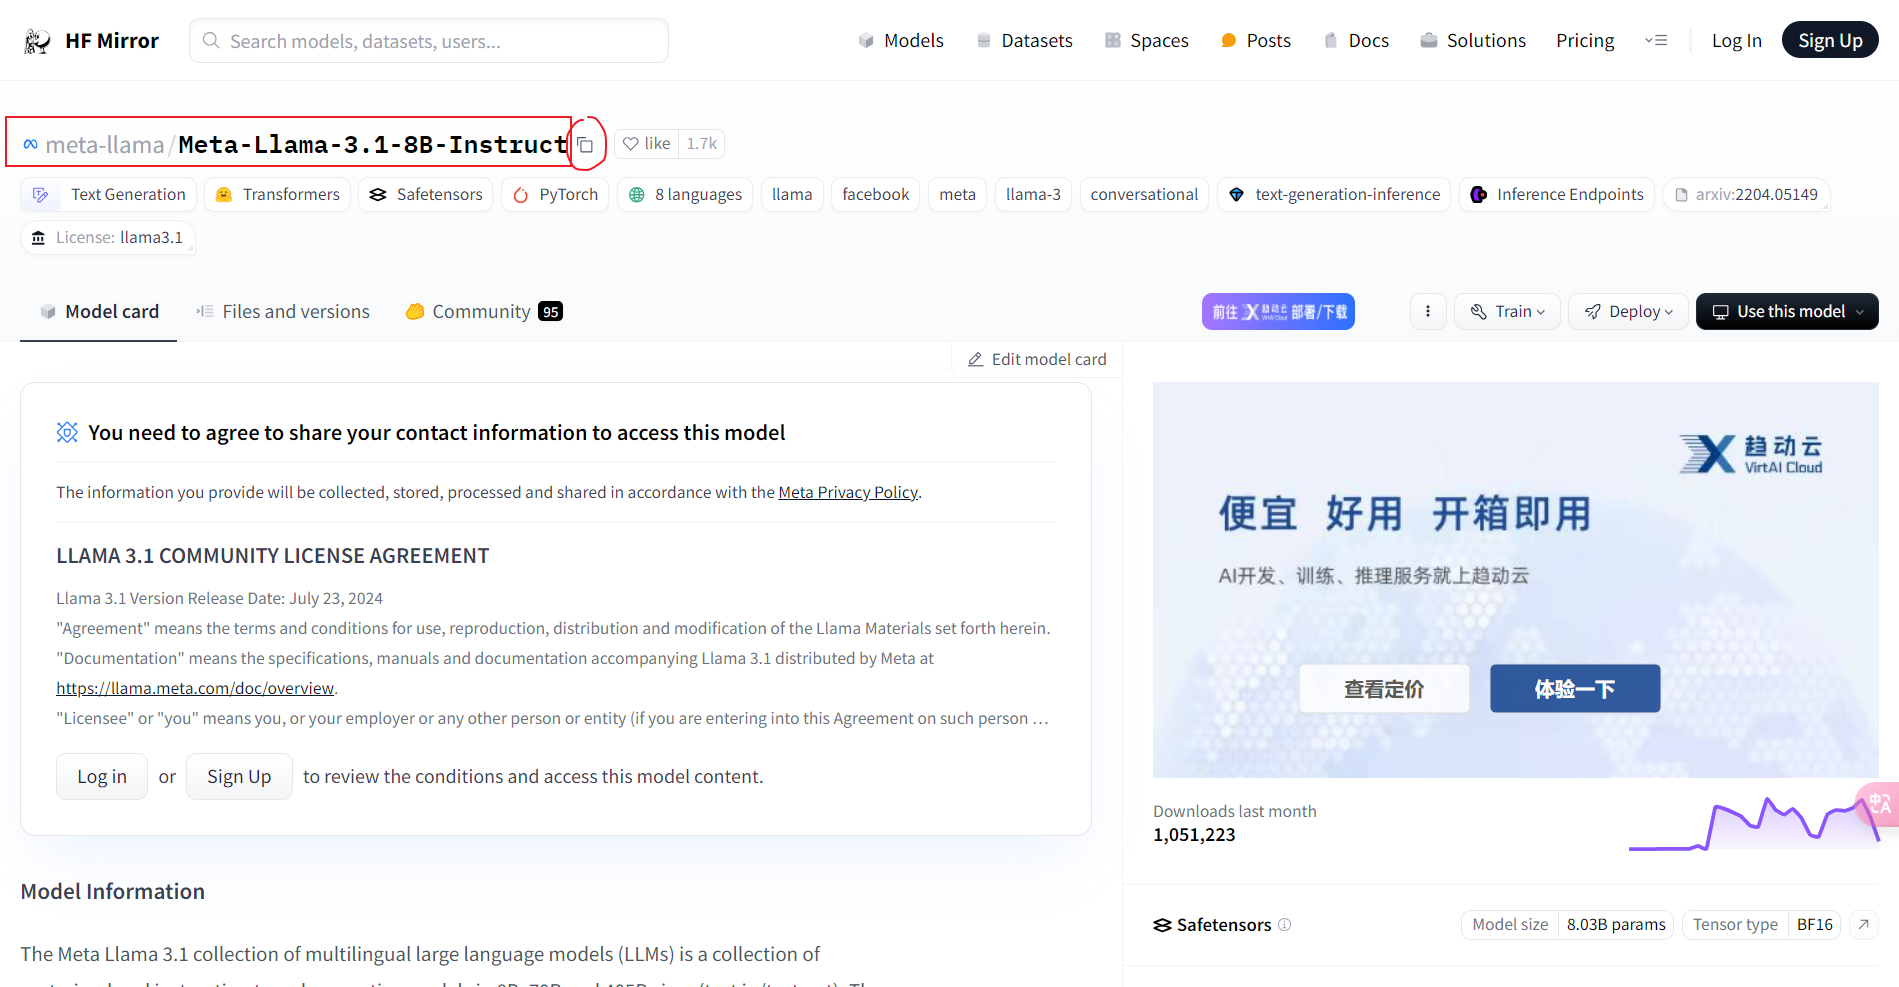 HF Mirror
Search models, datasets, users...
Models
Datasets
Spaces
Posts
Docs
Solutions
Pricing
Log In
Sign Up
meta-llama/Meta-Llama-3.1-8B-Instruct
like 1.7k
Text Generation
Transformers
Safetensors
PyTorch
8 languages
llama
facebook
meta
llama-3
conversational
text-generation-inference
Inference Endpoints
arxiv:2204.05149
License: llama3.1
Model card
Files and versions
Community 95
前往 趋动云 VirtAI Cloud 部署/下载
Train
Deploy
Use this model
Edit model card
You need to agree to share your contact information to access this model
The information you provide will be collected, stored, processed and shared in accordance with the Meta Privacy Policy.
LLAMA 3.1 COMMUNITY LICENSE AGREEMENT
Llama 3.1 Version Release Date: July 23, 2024
"Agreement" means the terms and conditions for use, reproduction, distribution and modification of the Llama Materials set forth herein.
"Documentation" means the specifications, manuals and documentation accompanying Llama 3.1 distributed by Meta at
https://llama.meta.com/doc/overview.
"Licensee" or "you" means you, or your employer or any other person or entity (if you are entering into this Agreement on such person …
Log in or Sign Up to review the conditions and access this model content.
Model Information
The Meta Llama 3.1 collection of multilingual large language models (LLMs) is a collection of
趋动云
VirtAI Cloud
便宜 好用 开箱即用
AI开发、训练、推理服务就上趋动云
查看定价
体验一下
Downloads last month
1,051,223
中
A
Safetensors
Model size 8.03B params
Tensor type BF16